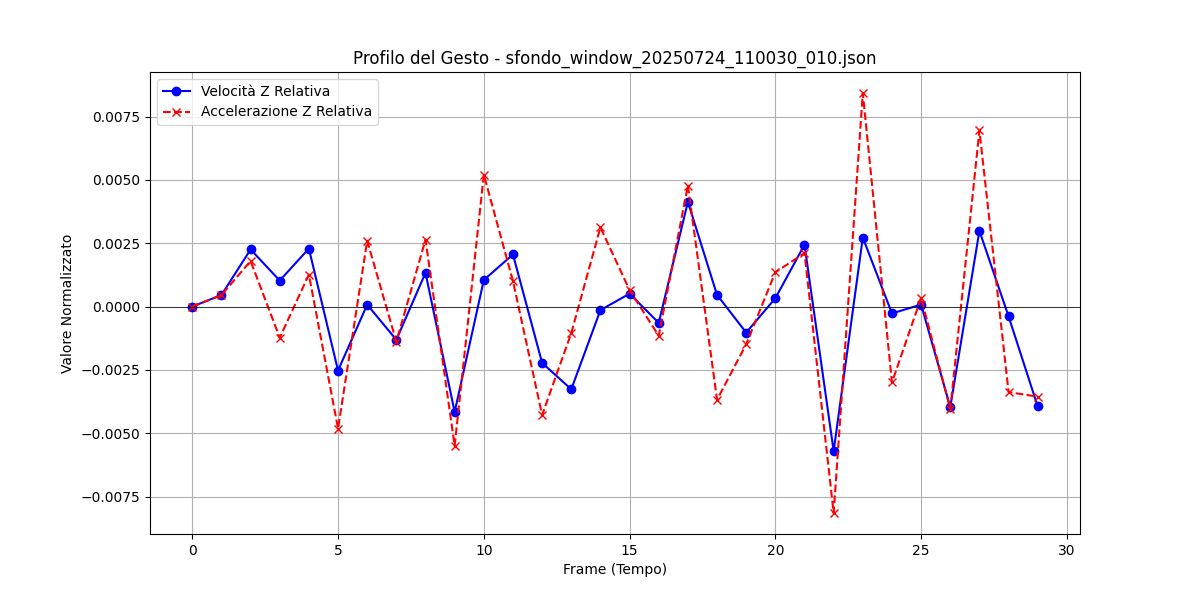 Profilo del Gesto - sfondo_window_20250724_110030_010.json
Velocità Z Relativa
Accelerazione Z Relativa
Valore Normalizzato
0.0075
0.0050
0.0025
0.0000
−0.0025
−0.0050
−0.0075
0 5 10 15 20 25 30
Frame (Tempo)